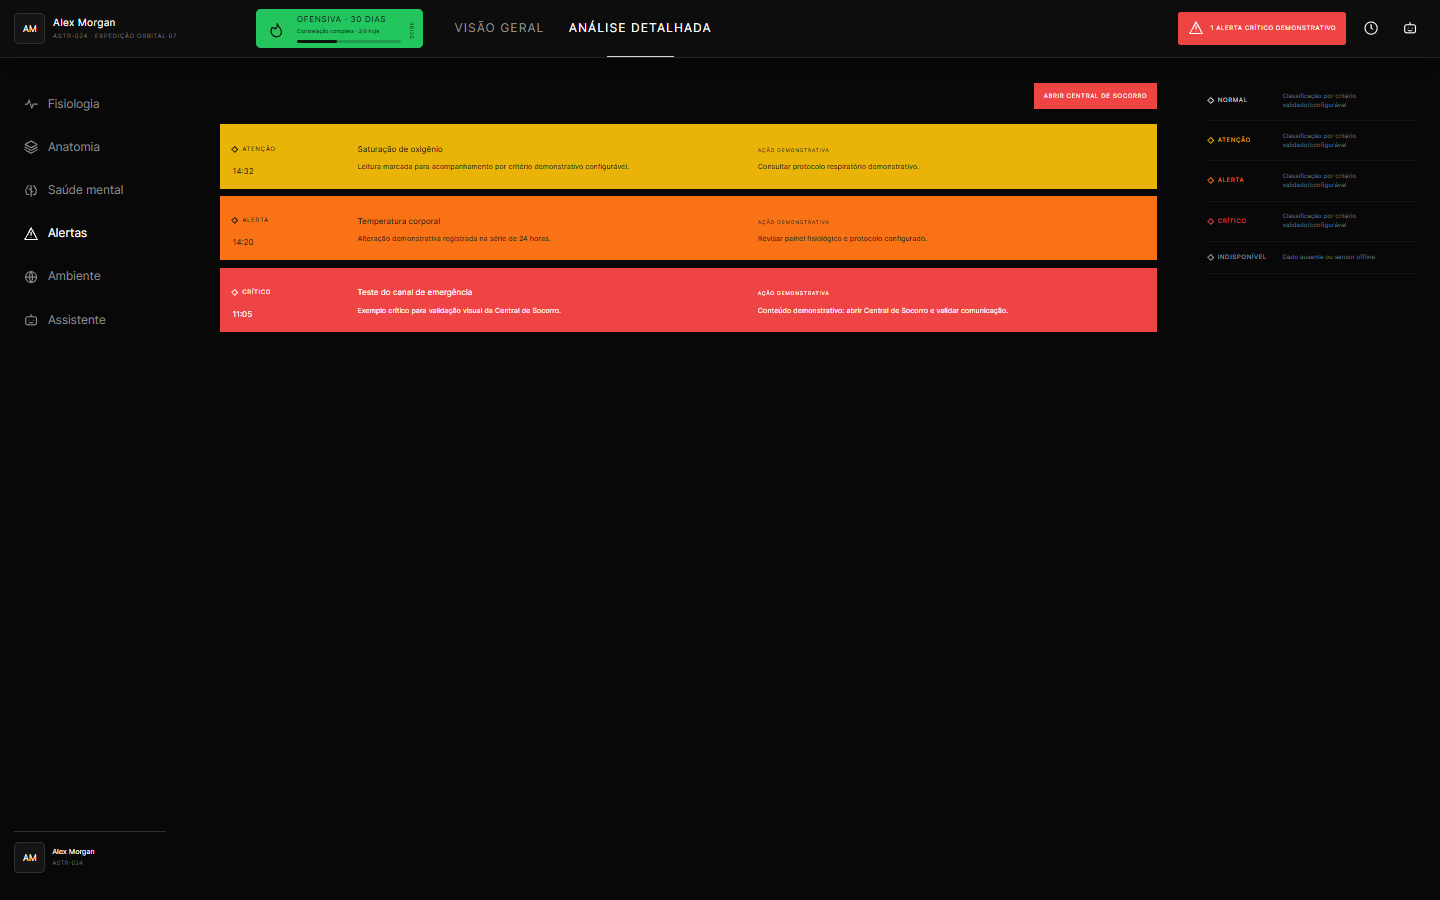 AM
Alex Morgan
ASTR-024 · EXPEDIÇÃO ORBITAL 07
OFENSIVA · 30 DIAS
Constelação completa · 3/8 hoje
30/30
VISÃO GERAL
ANÁLISE DETALHADA
1 ALERTA CRÍTICO DEMONSTRATIVO
Fisiologia
Anatomia
Saúde mental
Alertas
Ambiente
Assistente
ABRIR CENTRAL DE SOCORRO
ATENÇÃO
14:32
Saturação de oxigênio
Leitura marcada para acompanhamento por critério demonstrativo configurável.
AÇÃO DEMONSTRATIVA
Consultar protocolo respiratório demonstrativo.
ALERTA
14:20
Temperatura corporal
Alteração demonstrativa registrada na série de 24 horas.
AÇÃO DEMONSTRATIVA
Revisar painel fisiológico e protocolo configurado.
CRÍTICO
11:05
Teste do canal de emergência
Exemplo crítico para validação visual da Central de Socorro.
AÇÃO DEMONSTRATIVA
Conteúdo demonstrativo: abrir Central de Socorro e validar comunicação.
NORMAL
Classificação por critério
validado/configurável
ATENÇÃO
Classificação por critério
validado/configurável
ALERTA
Classificação por critério
validado/configurável
CRÍTICO
Classificação por critério
validado/configurável
INDISPONÍVEL
Dado ausente ou sensor offline
AM
Alex Morgan
ASTR-024